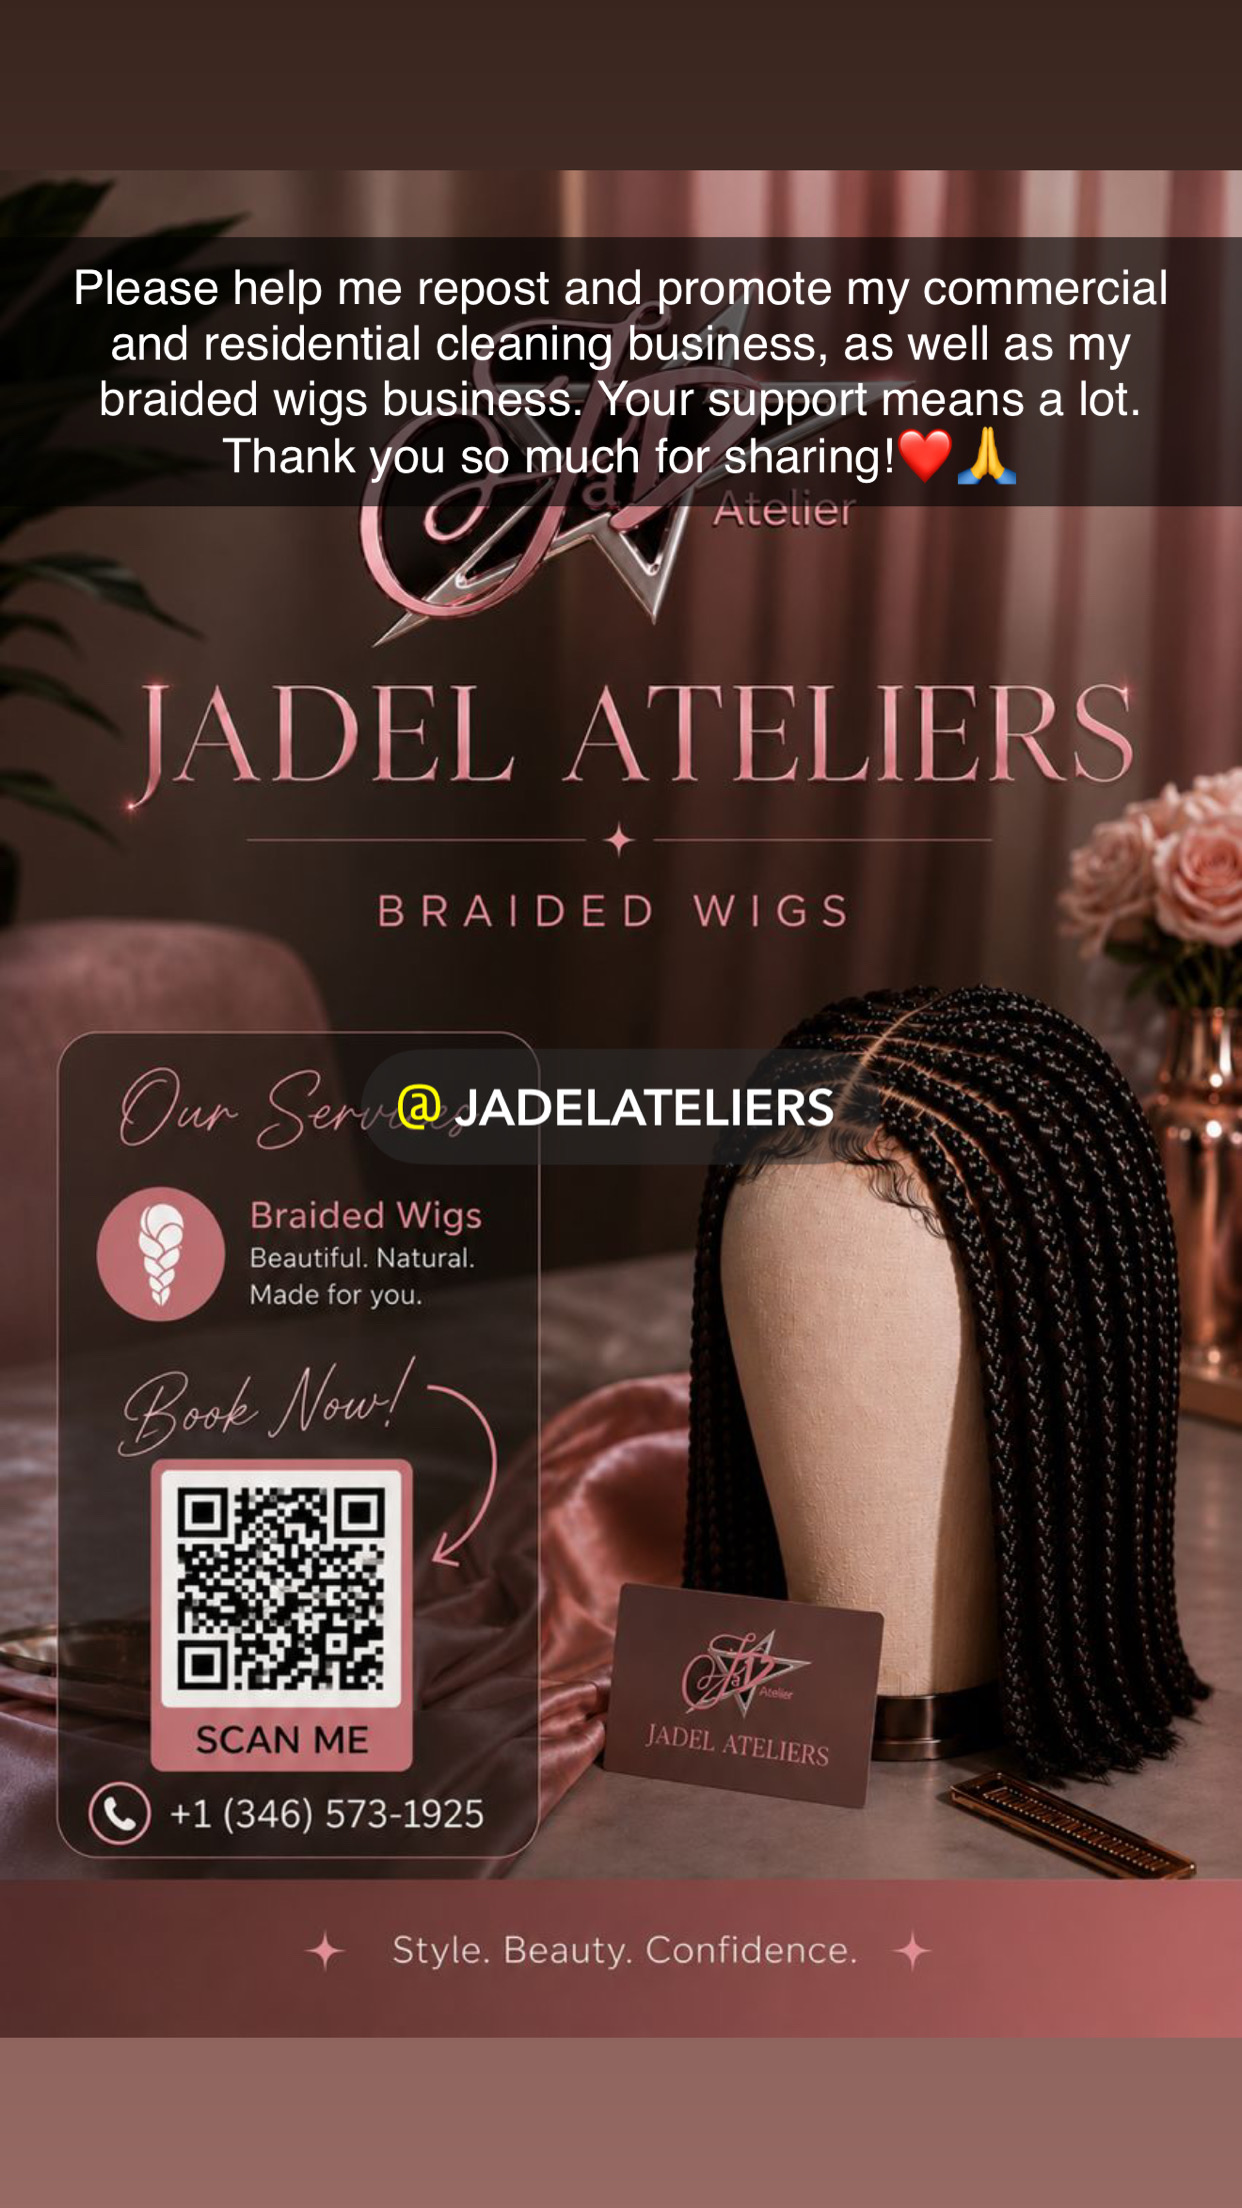 Please help me repost and promote my commercial
and residential cleaning business, as well as my
braided wigs business. Your support means a lot.
Thank you so much for sharing!❤️🙏
Atelier
JADEL ATELIERS
BRAIDED WIGS
@JADELATELIERS
Our Services
Braided Wigs
Beautiful. Natural.
Made for you.
Book Now!
SCAN ME
+1 (346) 573-1925
Atelier
JADEL ATELIERS
Style. Beauty. Confidence.